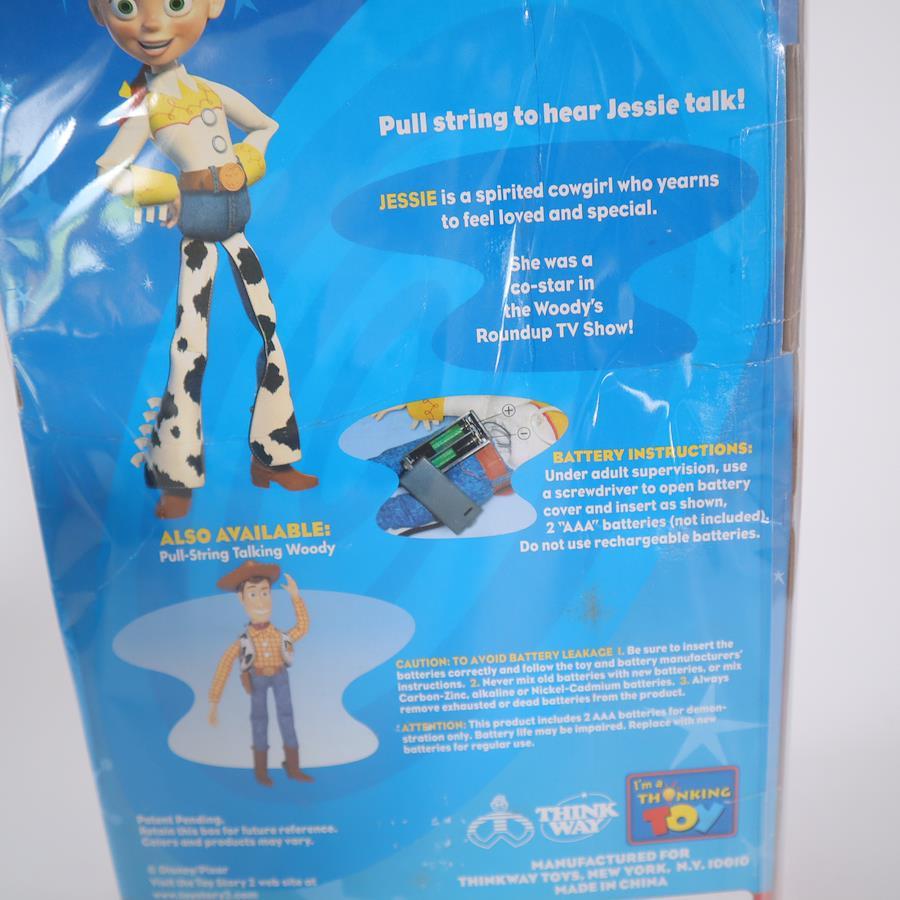 Pull string to hear Jessie talk!
JESSIE is a spirited cowgirl who yearns
to feel loved and special.
She was a
co-star in
the Woody's
Roundup TV Show!
BATTERY INSTRUCTIONS:
Under adult supervision, use
a screwdriver to open battery
cover and insert as shown,
2 "AAA" batteries (not included).
Do not use rechargeable batteries.
ALSO AVAILABLE:
Pull-String Talking Woody
CAUTION: TO AVOID BATTERY LEAKAGE 1. Be sure to insert the
batteries correctly and follow the toy and battery manufacturers'
instructions. 2. Never mix old batteries with new batteries, or mix
Carbon-Zinc, alkaline or Nickel-Cadmium batteries. 3. Always
remove exhausted or dead batteries from the product.
ATTENTION: This product includes 2 AAA batteries for demon-
stration only. Battery life may be impaired. Replace with new
batteries for regular use.
I'm a
THINKING
TOY
THINK
WAY
Patent Pending.
Retain this box for future reference.
Colors and products may vary.
MANUFACTURED FOR
THINKWAY TOYS, NEW YORK, N.Y. 10010
MADE IN CHINA
© Disney/Pixar
Visit the Toy Story 2 web site at